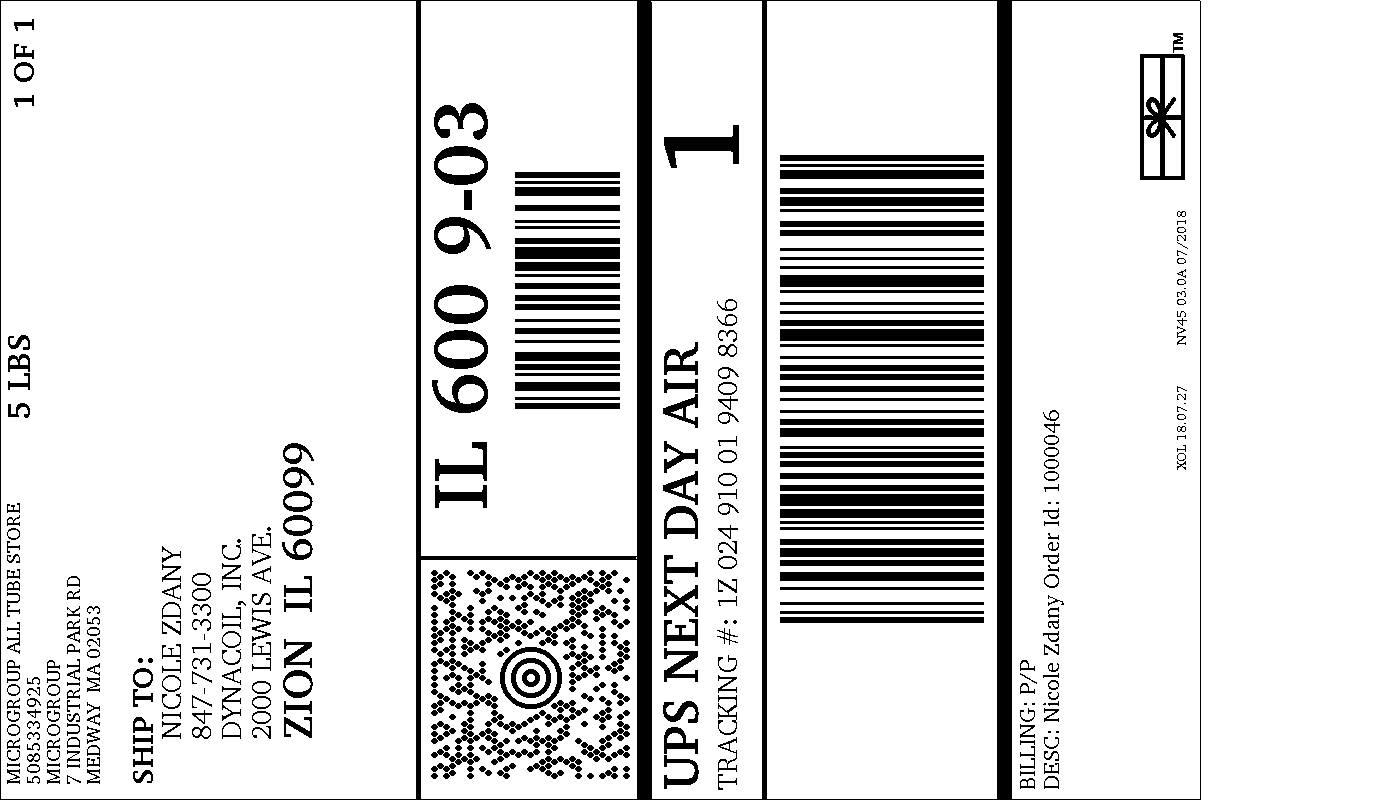 MICROGROUP ALL TUBE STORE
5085334925
MICROGROUP
7 INDUSTRIAL PARK RD
MEDWAY MA 02053
5 LBS
1 OF 1
SHIP TO:
NICOLE ZDANY
847-731-3300
DYNACOIL, INC.
2000 LEWIS AVE.
ZION IL 60099
IL 600 9-03
UPS NEXT DAY AIR
1
TRACKING #: 1Z 024 910 01 9409 8366
BILLING: P/P
DESC: Nicole Zdany Order Id: 1000046
XOL 18.07.27
NV45 03.0A 07/2018
TM